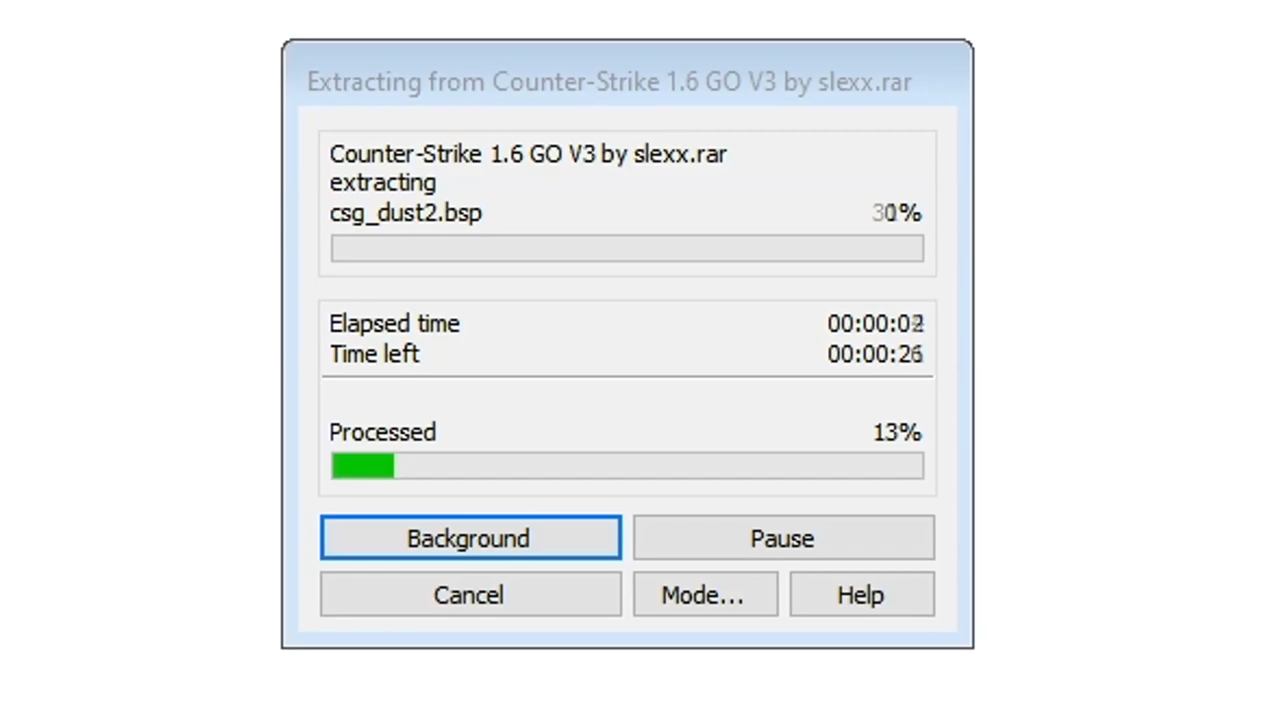 Extracting from Counter-Strike 1.6 GO V3 by slexx.rar
Counter-Strike 1.6 GO V3 by slexx.rar
extracting
csg_dust2.bsp
Elapsed time
Time left
Processed 13%
Background Pause
Cancel Mode... Help